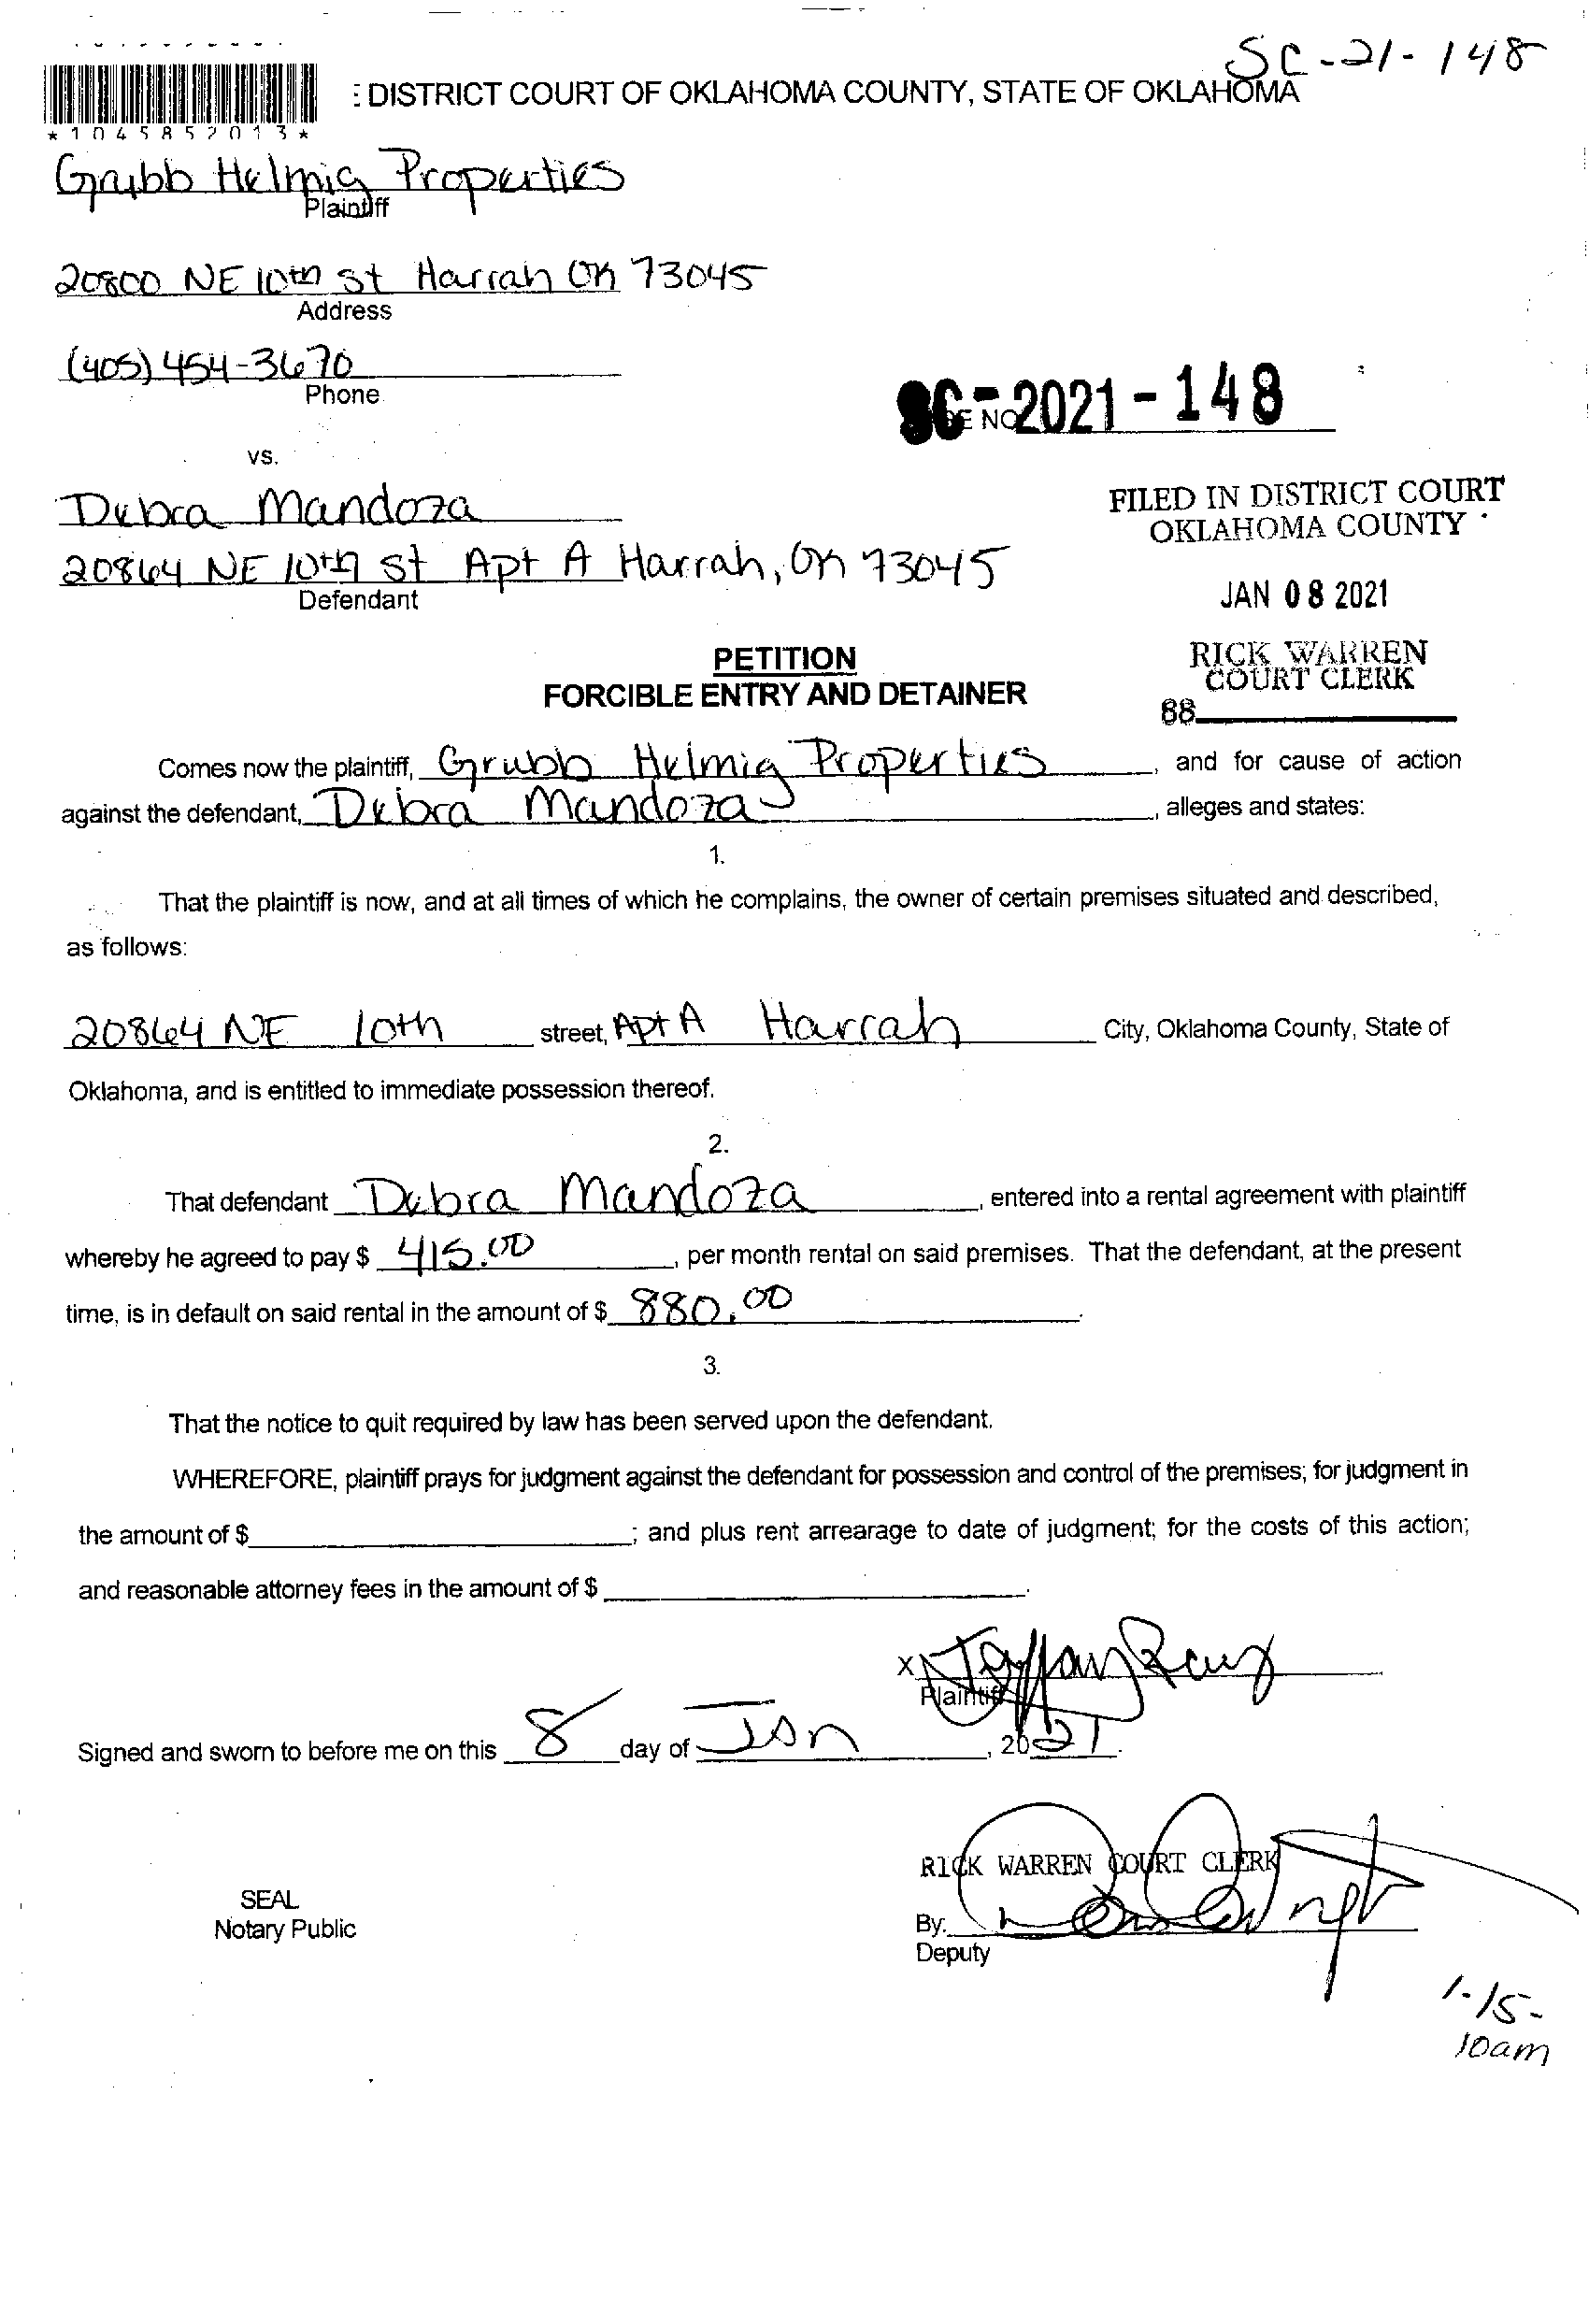 SC-21-148
: DISTRICT COURT OF OKLAHOMA COUNTY, STATE OF OKLAHOMA
*1045852013*
Grubb Helmig Properties
Plaintiff
20800 NE 10th St Harrah OK 73045
Address
(405) 454-3670
Phone
SC-2021-148
NO
vs.
Debra Mandoza
FILED IN DISTRICT COURT
OKLAHOMA COUNTY
20864 NE 10th St Apt A Harrah, OK 73045
Defendant
JAN 08 2021
PETITION
RICK WARREN
COURT CLERK
FORCIBLE ENTRY AND DETAINER
88
Comes now the plaintiff, Grubb Helmig Properties, and for cause of action
against the defendant, Debra Mandoza, alleges and states:
1.
That the plaintiff is now, and at all times of which he complains, the owner of certain premises situated and described,
as follows:
20864 NE 10th street, Apt A Harrah City, Oklahoma County, State of
Oklahoma, and is entitled to immediate possession thereof.
2.
That defendant Debra Mandoza, entered into a rental agreement with plaintiff
whereby he agreed to pay $ 415.00, per month rental on said premises. That the defendant, at the present
time, is in default on said rental in the amount of $ 880.00.
3.
That the notice to quit required by law has been served upon the defendant.
WHEREFORE, plaintiff prays for judgment against the defendant for possession and control of the premises; for judgment in
the amount of $ ; and plus rent arrearage to date of judgment; for the costs of this action;
and reasonable attorney fees in the amount of $ .
X
Plaintiff
Signed and sworn to before me on this 8 day of Jan, 2021.
RICK WARREN COURT CLERK
SEAL
Notary Public
By:
Deputy
1-15-
10am